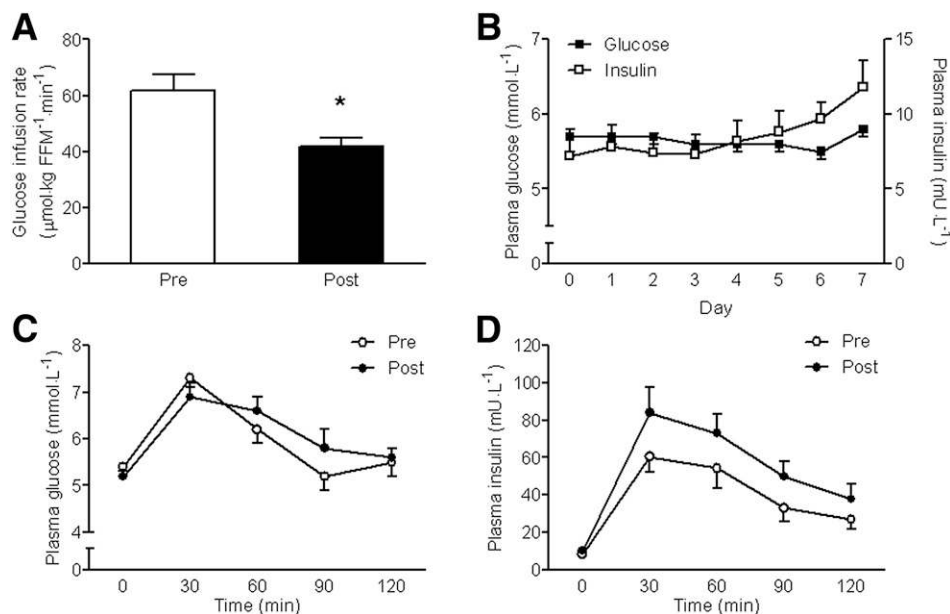 A
Glucose infusion rate
(μmol·kg FFM⁻¹·min⁻¹)
80
60
40
20
0
*
Pre
Post
B
Glucose
Insulin
Plasma glucose (mmol·L⁻¹)
7
6
5
0
15
10
5
0
Plasma insulin (mU·L⁻¹)
0 1 2 3 4 5 6 7
Day
C
Pre
Post
Plasma glucose (mmol·L⁻¹)
8
7
6
5
4
0
0 30 60 90 120
Time (min)
D
Pre
Post
Plasma insulin (mU·L⁻¹)
120
100
80
60
40
20
0
0 30 60 90 120
Time (min)